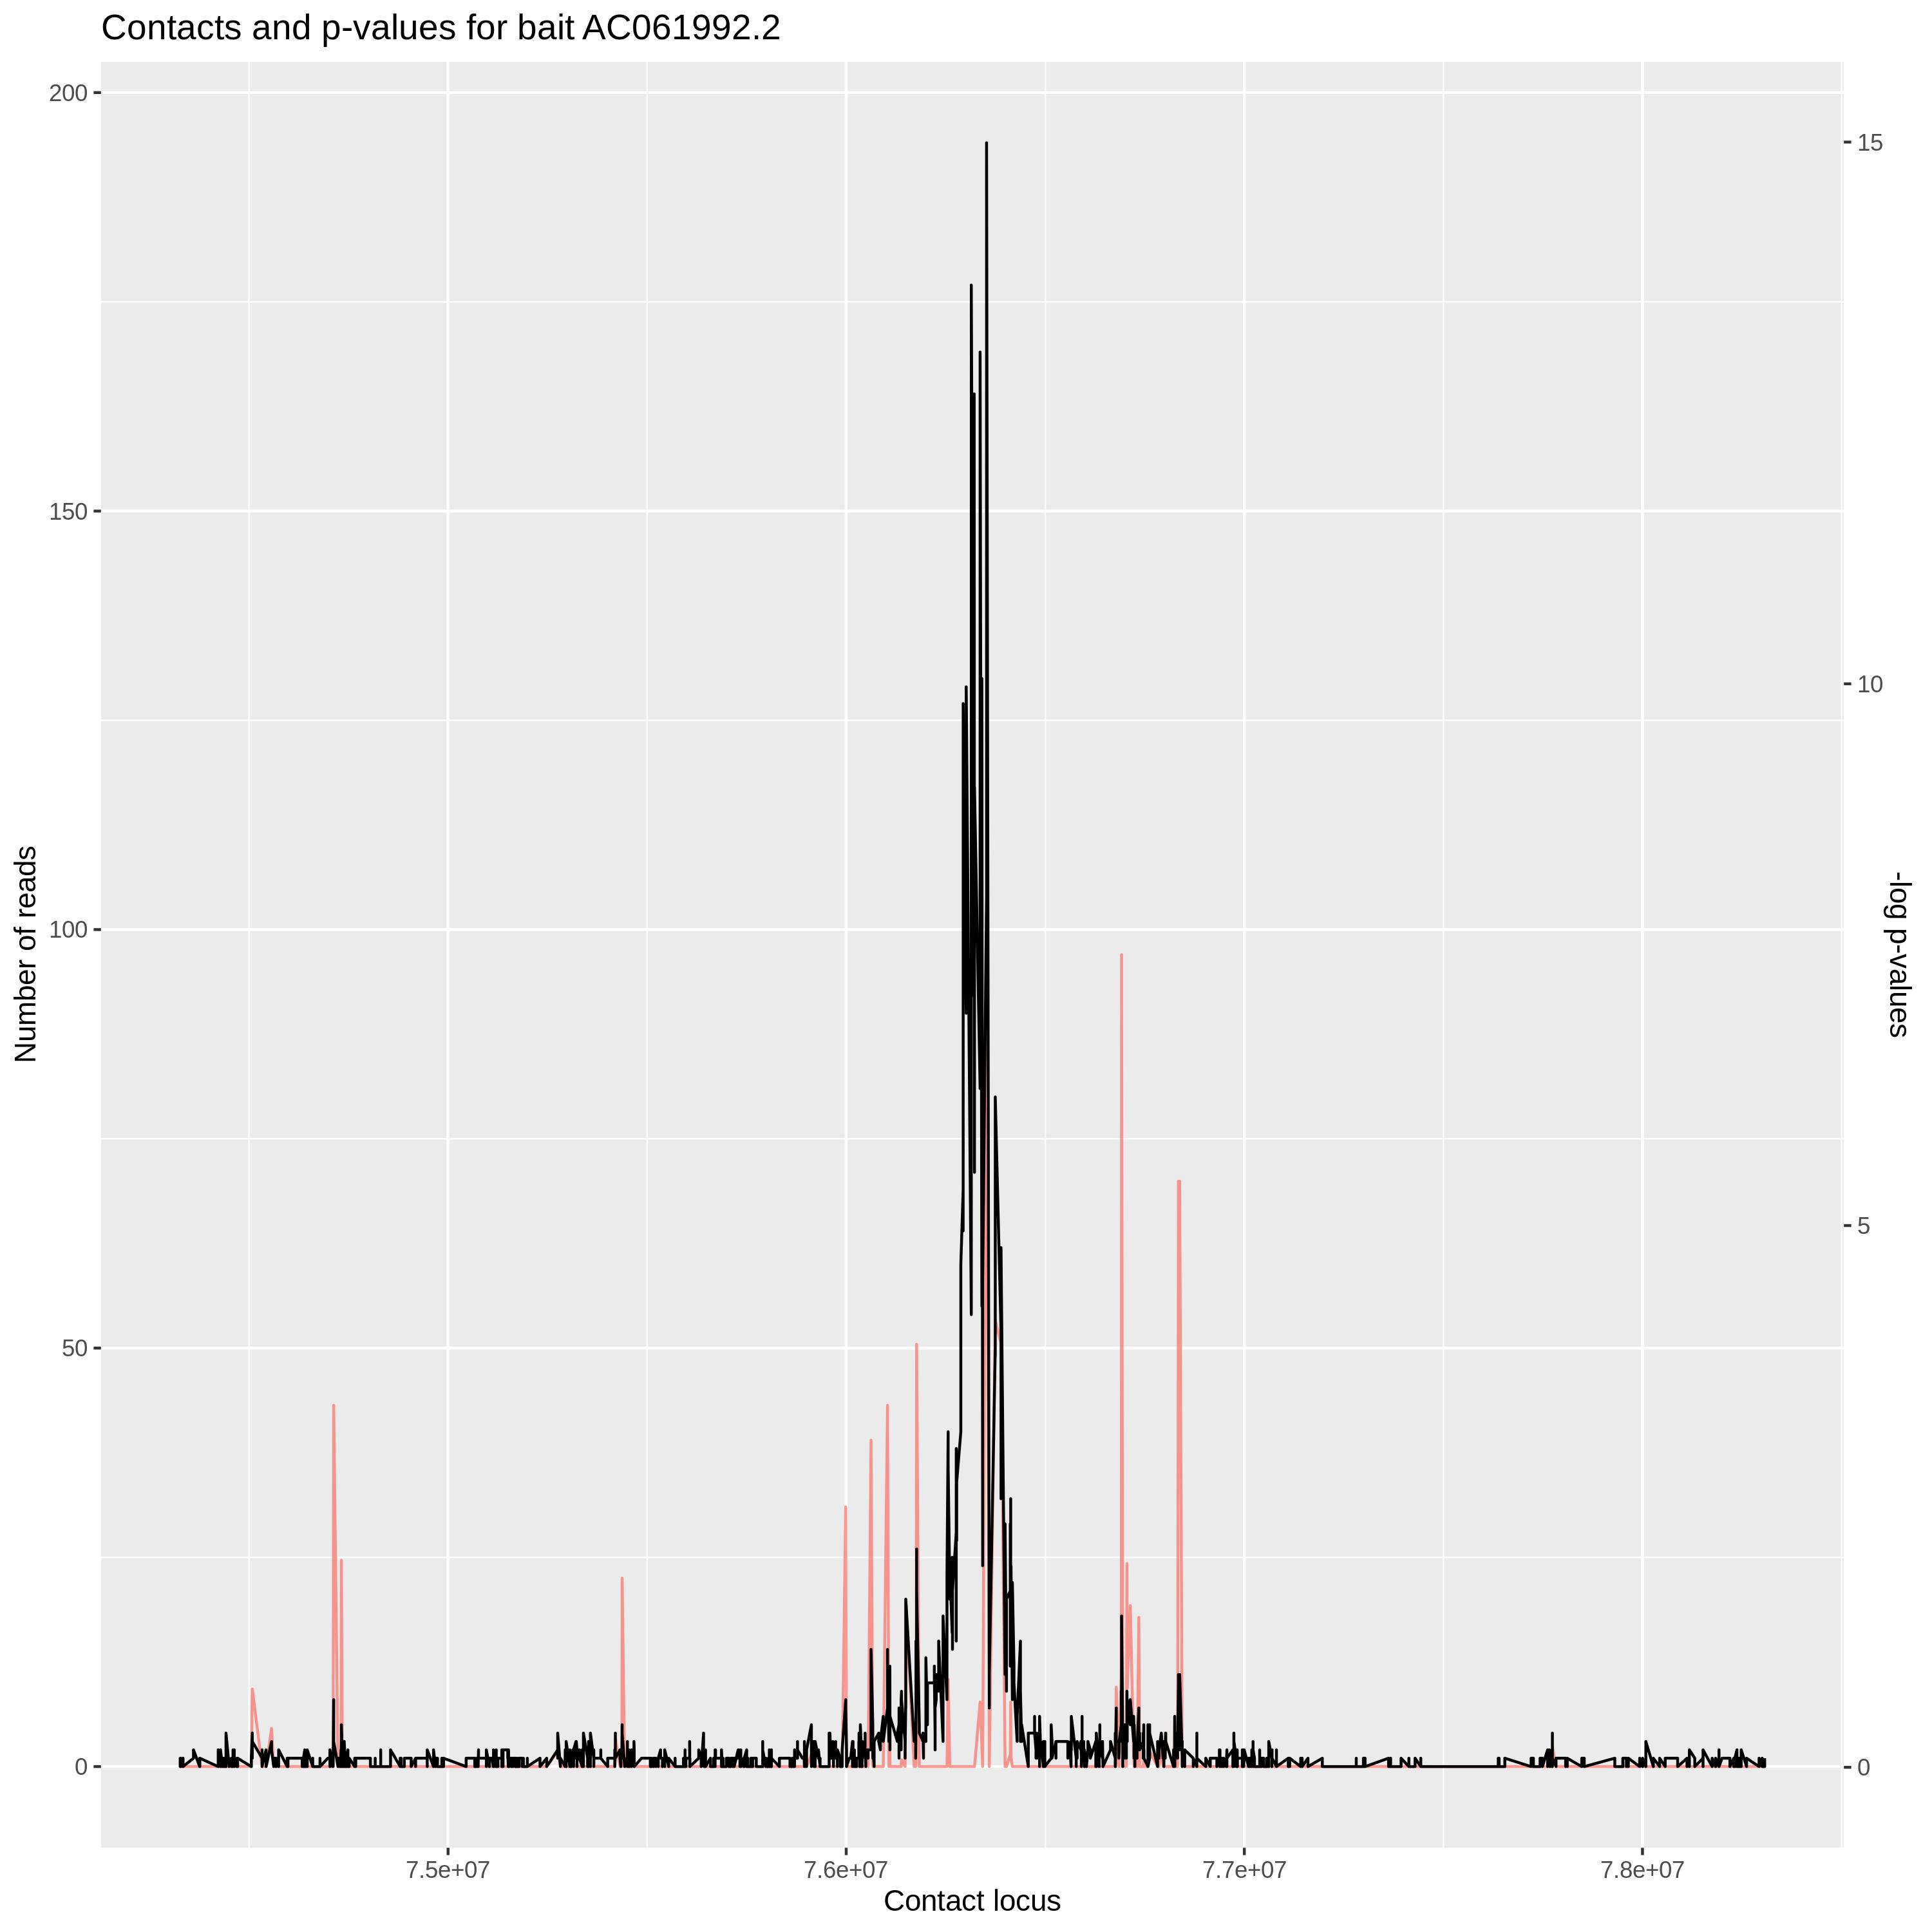 Contacts and p-values for bait AC061992.2
200
150
100
50
0
Number of reads
15
10
5
0
-log p-values
7.5e+07
7.6e+07
7.7e+07
7.8e+07
Contact locus